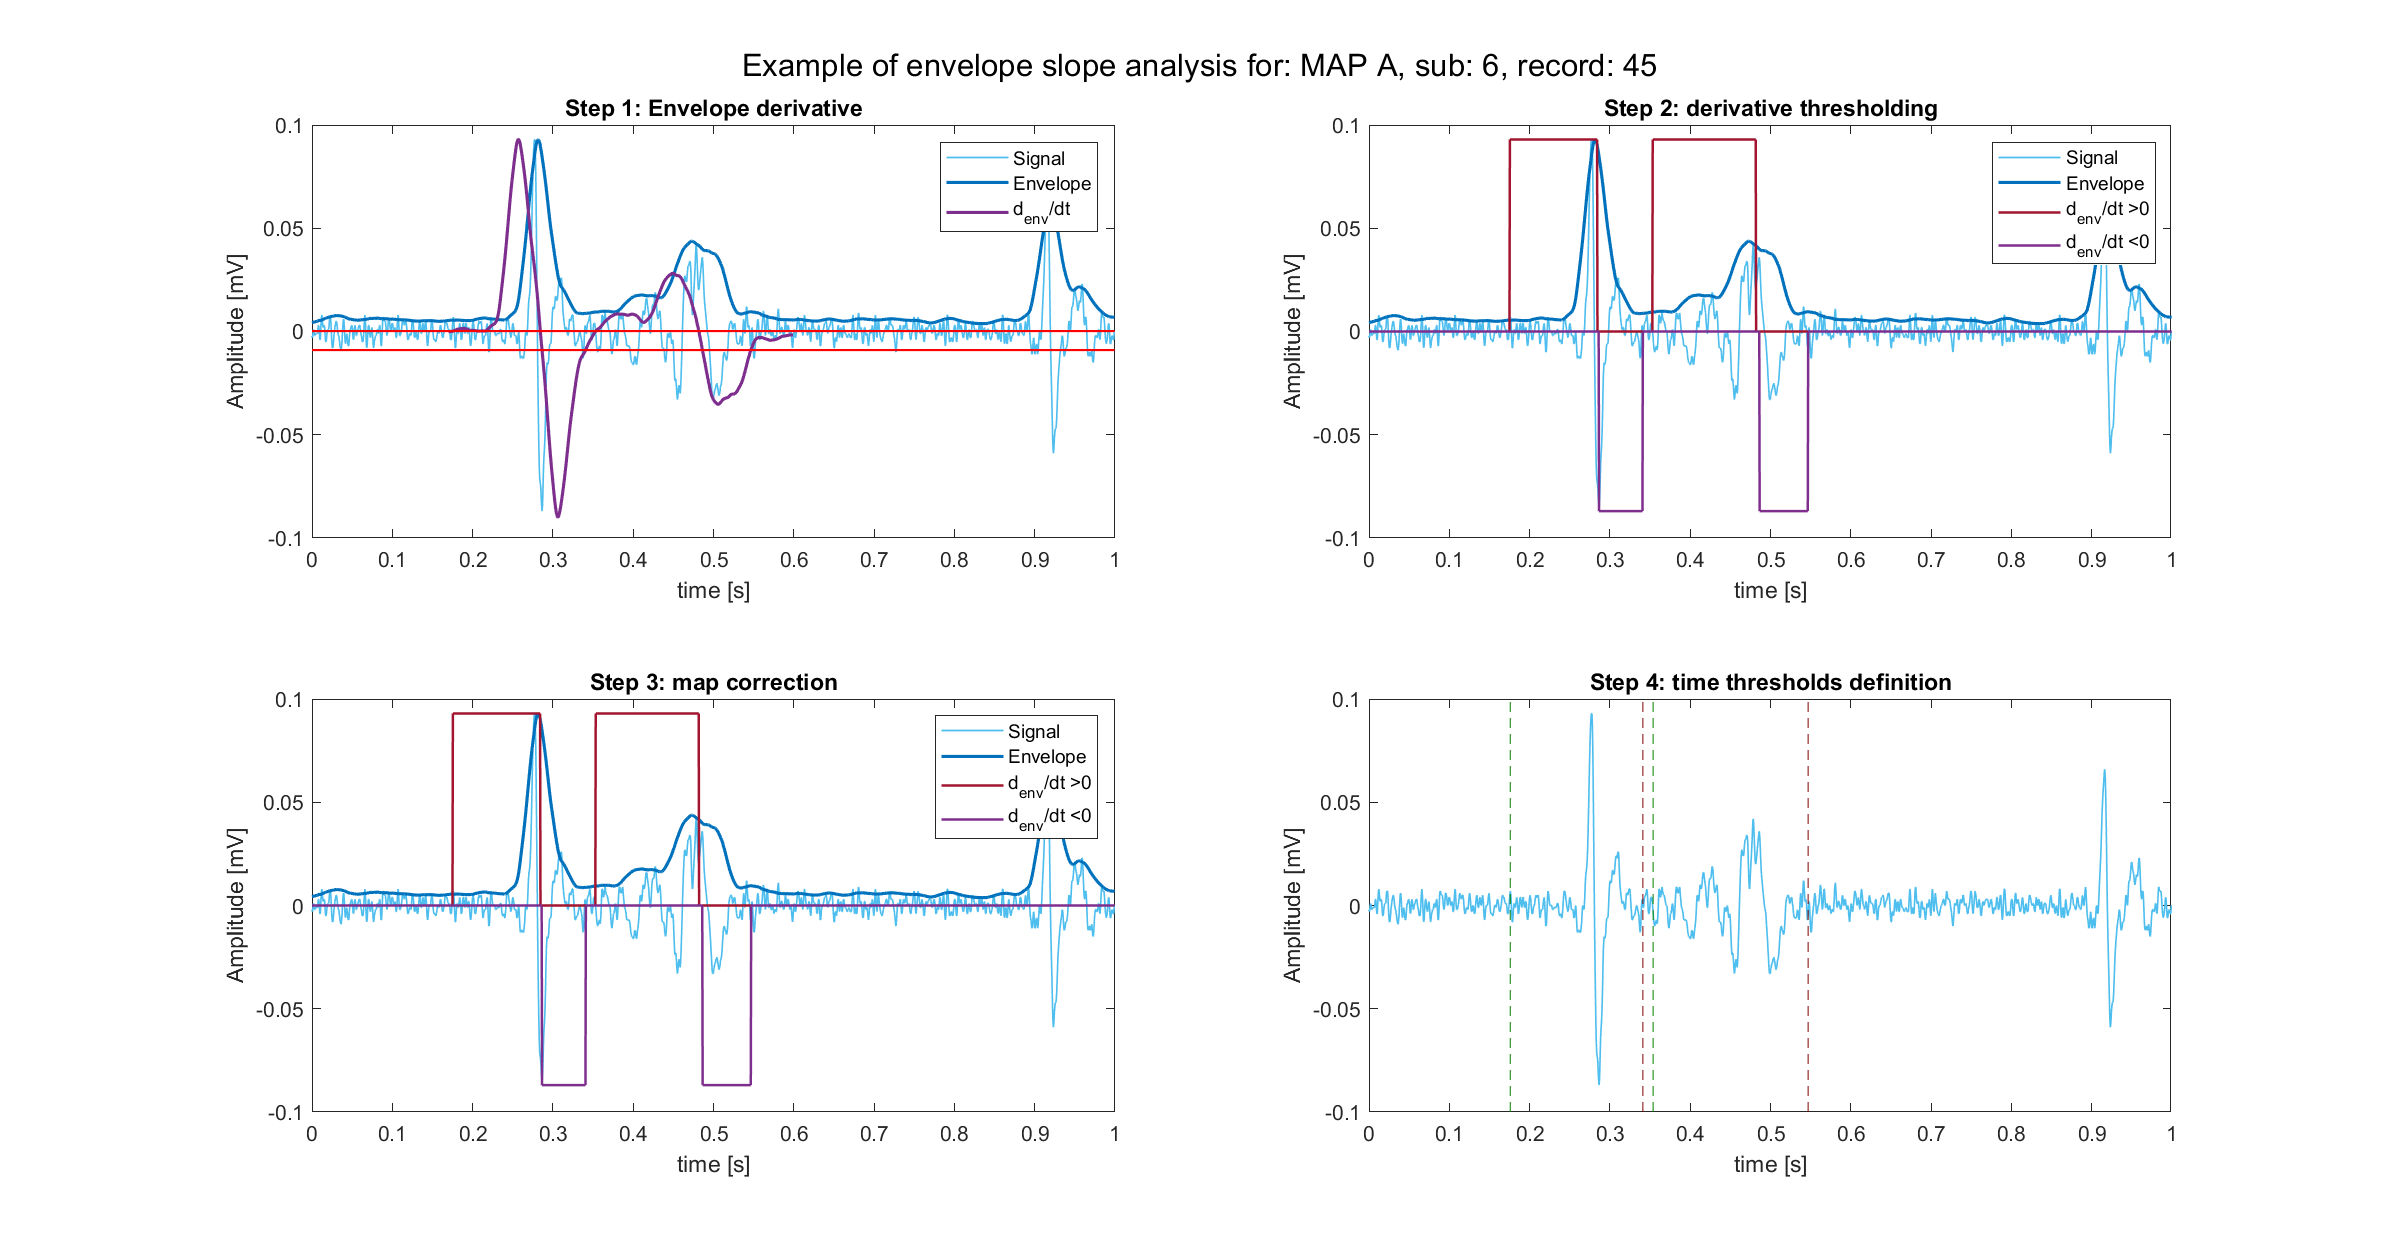 Example of envelope slope analysis for: MAP A, sub: 6, record: 45
Step 1: Envelope derivative
0.1
0.05
0
-0.05
-0.1
Amplitude [mV]
Signal
Envelope
d_env/dt
0 0.1 0.2 0.3 0.4 0.5 0.6 0.7 0.8 0.9 1
time [s]
Step 2: derivative thresholding
0.1
0.05
0
-0.05
-0.1
Amplitude [mV]
Signal
Envelope
d_env/dt >0
d_env/dt <0
0 0.1 0.2 0.3 0.4 0.5 0.6 0.7 0.8 0.9 1
time [s]
Step 3: map correction
0.1
0.05
0
-0.05
-0.1
Amplitude [mV]
Signal
Envelope
d_env/dt >0
d_env/dt <0
0 0.1 0.2 0.3 0.4 0.5 0.6 0.7 0.8 0.9 1
time [s]
Step 4: time thresholds definition
0.1
0.05
0
-0.05
-0.1
Amplitude [mV]
0 0.1 0.2 0.3 0.4 0.5 0.6 0.7 0.8 0.9 1
time [s]